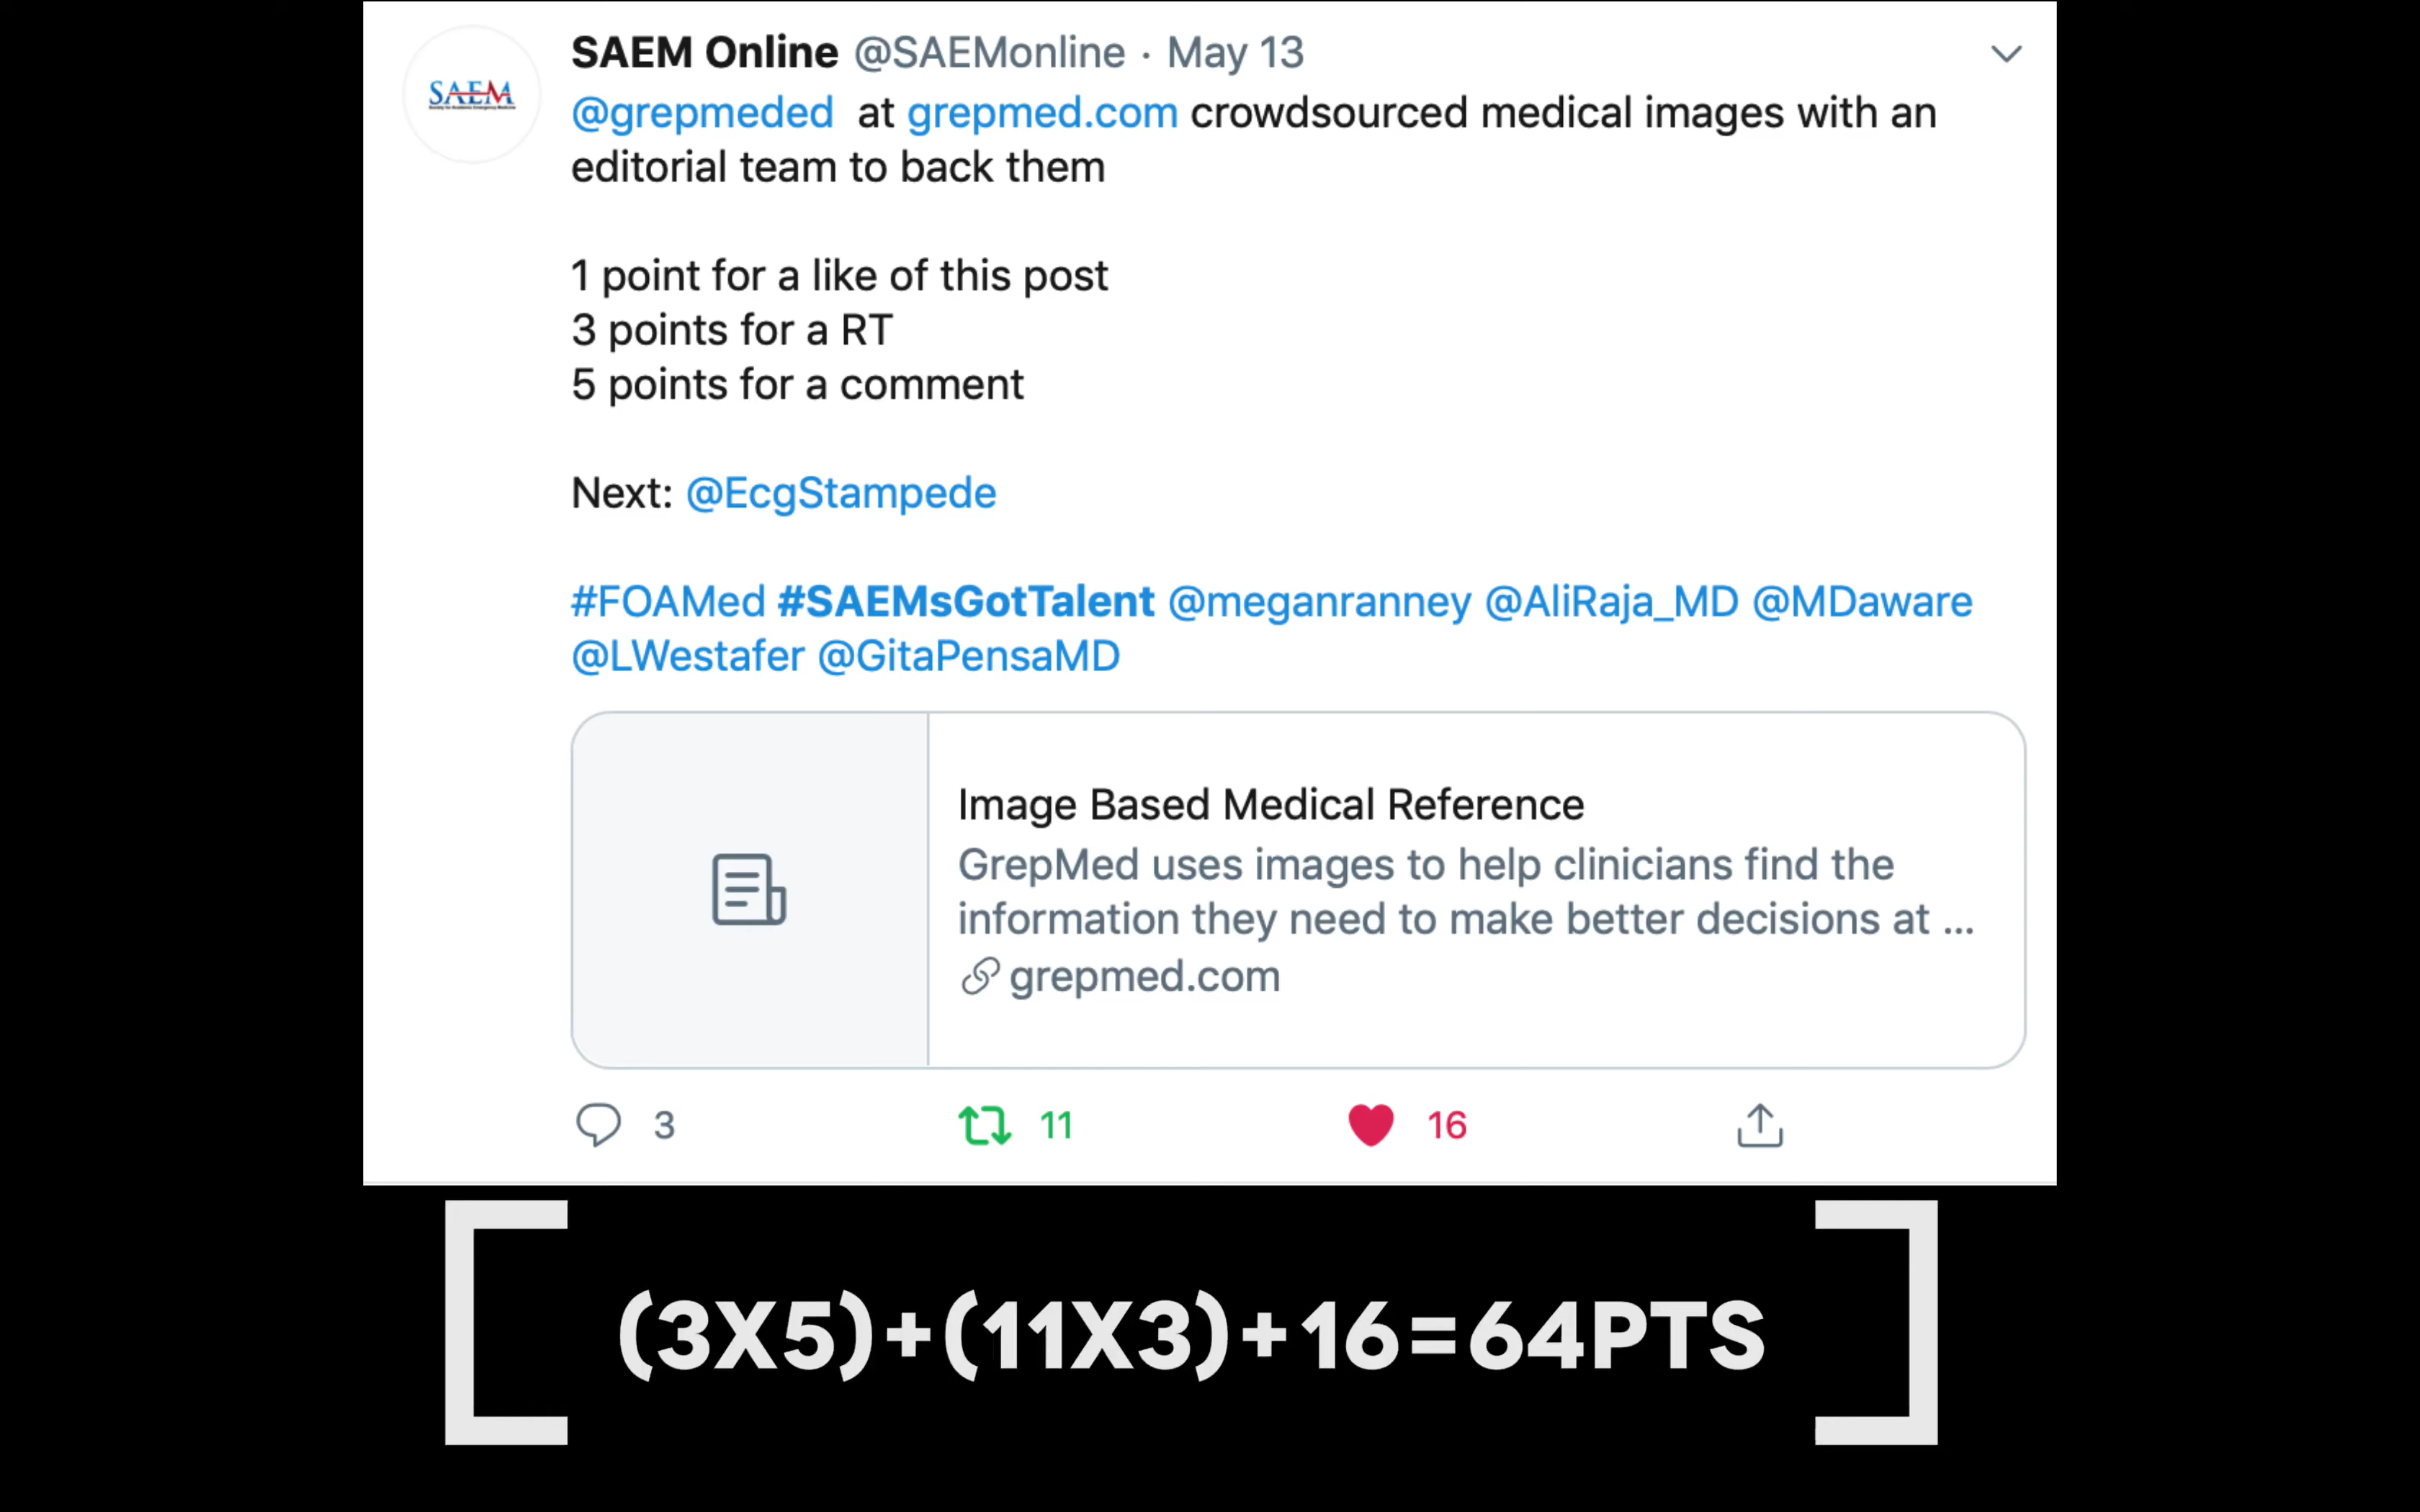 SAEM Online @SAEMonline · May 13
SAEM
@grepmeded at grepmed.com crowdsourced medical images with an
editorial team to back them
1 point for a like of this post
3 points for a RT
5 points for a comment
Next: @EcgStampede
#FOAMed #SAEMsGotTalent @meganranney @AliRaja_MD @MDaware
@LWestafer @GitaPensaMD
Image Based Medical Reference
GrepMed uses images to help clinicians find the
information they need to make better decisions at ...
grepmed.com
3 11 16
(3X5)+(11X3)+16=64PTS